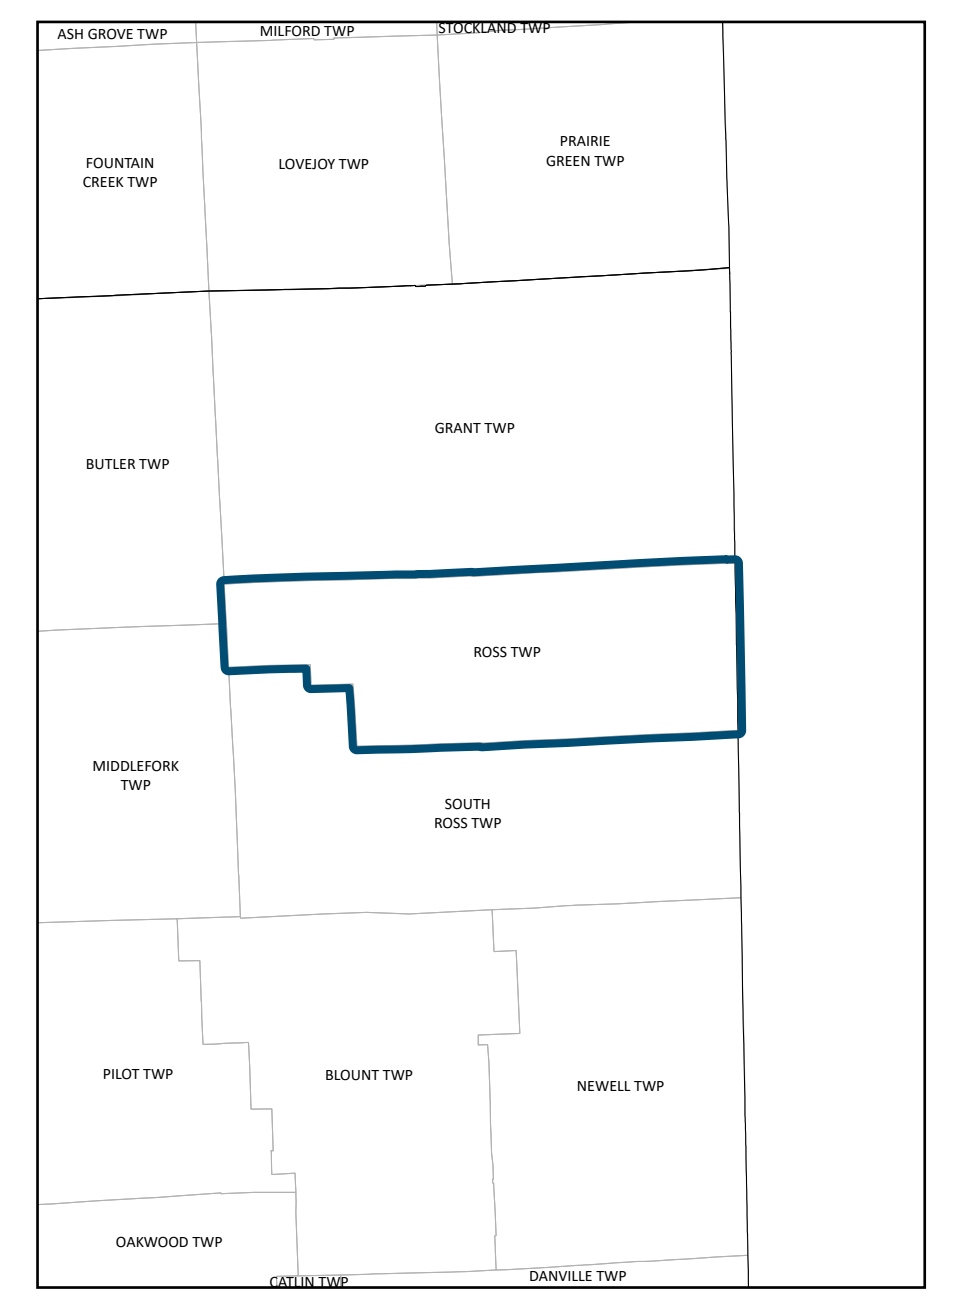 ASH GROVE TWP
MILFORD TWP
STOCKLAND TWP
FOUNTAIN
CREEK TWP
LOVEJOY TWP
PRAIRIE
GREEN TWP
GRANT TWP
BUTLER TWP
ROSS TWP
MIDDLEFORK
TWP
SOUTH
ROSS TWP
PILOT TWP
BLOUNT TWP
NEWELL TWP
OAKWOOD TWP
CATLIN TWP
DANVILLE TWP